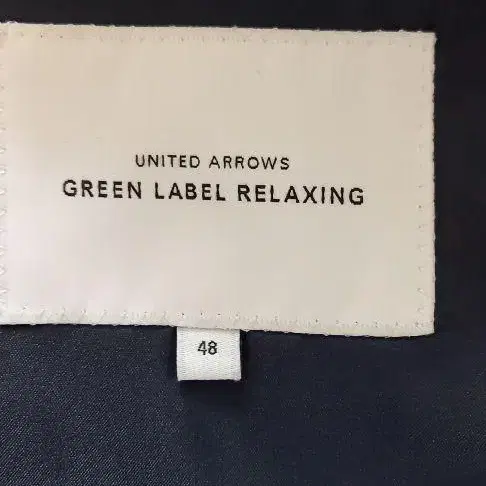 UNITED ARROWS
GREEN LABEL RELAXING
48